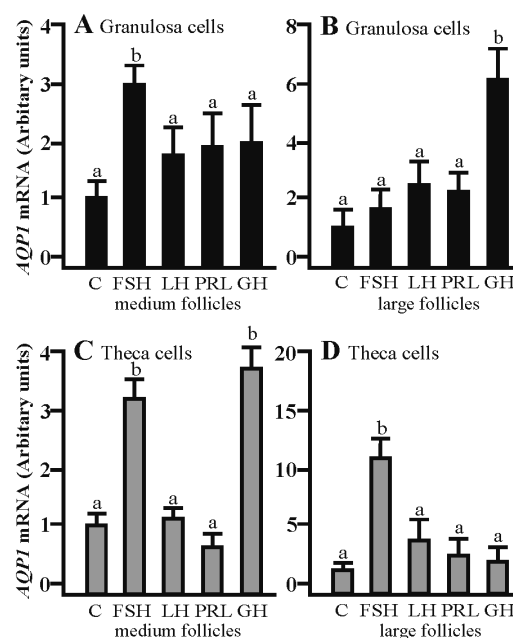 A Granulosa cells
AQP1 mRNA (Arbitary units)
4
3
2
1
0
a
b
a
a
a
C FSH LH PRL GH
medium follicles
B Granulosa cells
8
6
4
2
0
a
a
a
a
b
C FSH LH PRL GH
large follicles
C Theca cells
AQP1 mRNA (Arbitary units)
4
3
2
1
0
a
b
a
a
b
C FSH LH PRL GH
medium follicles
D Theca cells
20
15
10
5
0
a
b
a
a
a
C FSH LH PRL GH
large follicles